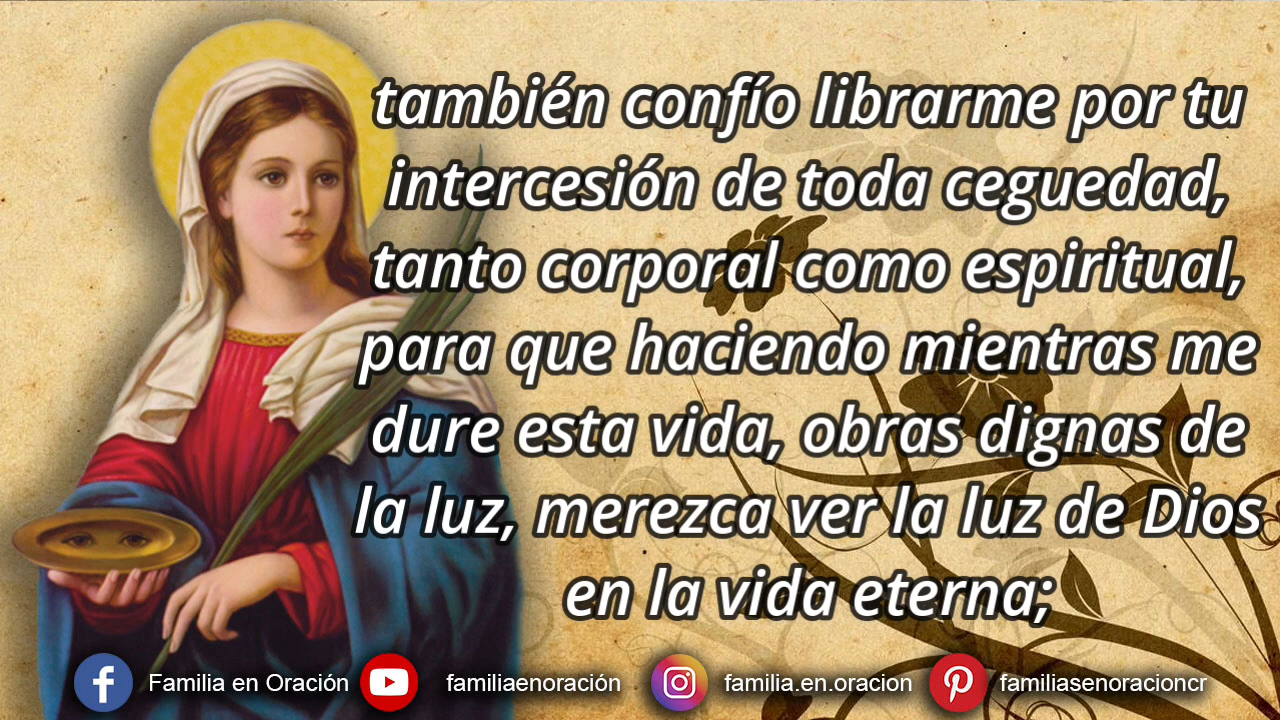 también confío librarme por tu
intercesión de toda ceguedad,
tanto corporal como espiritual,
para que haciendo mientras me
dure esta vida, obras dignas de
la luz, merezca ver la luz de Dios
en la vida eterna;
Familia en Oración familiaenoración familia.en.oracion familiasenoracioncr